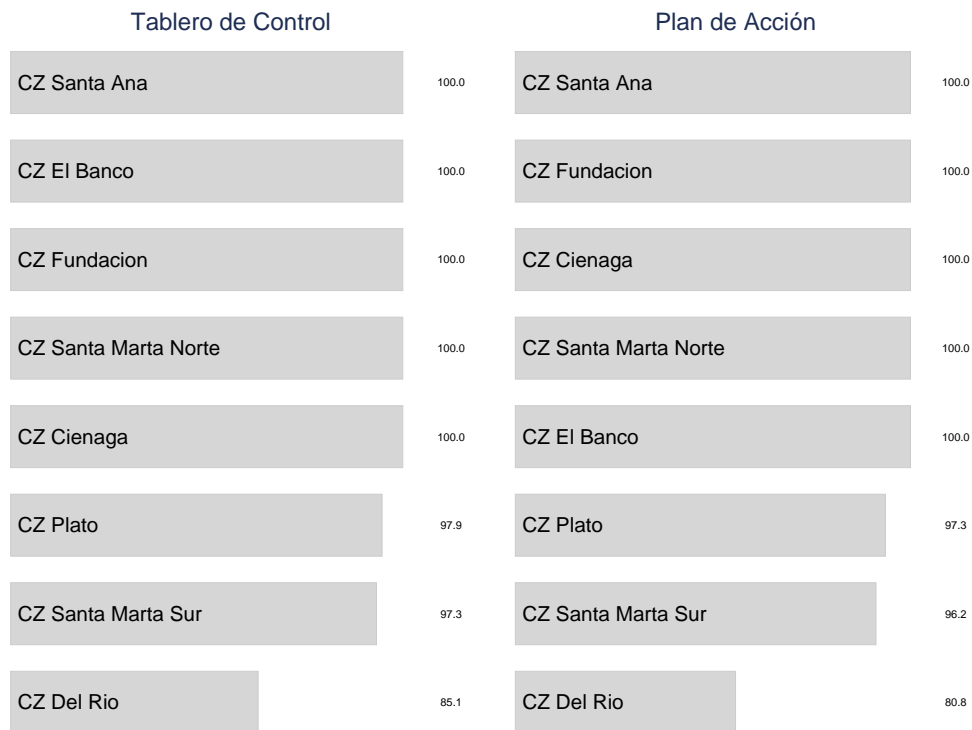 Tablero de Control
CZ Santa Ana 100.0
CZ El Banco 100.0
CZ Fundacion 100.0
CZ Santa Marta Norte 100.0
CZ Cienaga 100.0
CZ Plato 97.9
CZ Santa Marta Sur 97.3
CZ Del Rio 85.1
Plan de Acción
CZ Santa Ana 100.0
CZ Fundacion 100.0
CZ Cienaga 100.0
CZ Santa Marta Norte 100.0
CZ El Banco 100.0
CZ Plato 97.3
CZ Santa Marta Sur 96.2
CZ Del Rio 80.8